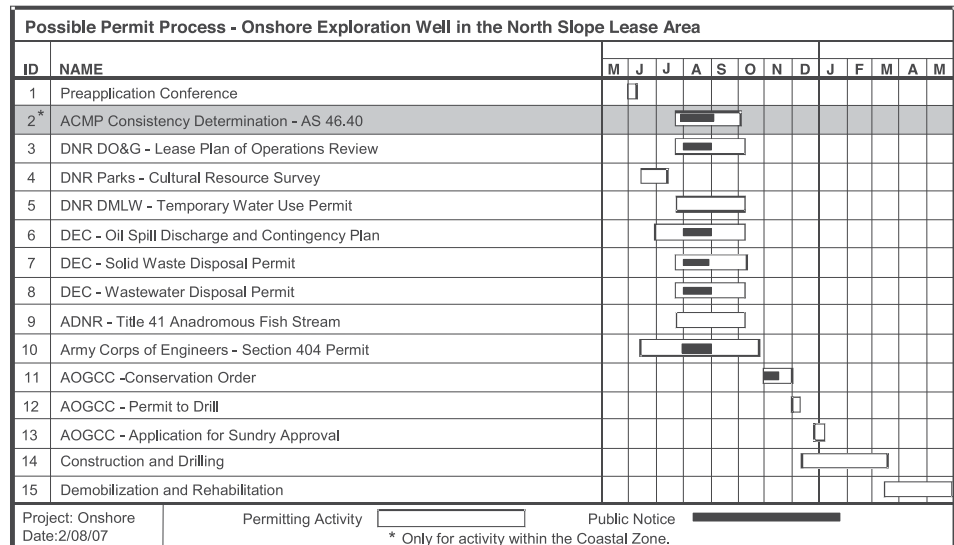 Possible Permit Process - Onshore Exploration Well in the North Slope Lease Area
ID NAME M J J A S O N D J F M A M
1 Preapplication Conference
2* ACMP Consistency Determination - AS 46.40
3 DNR DO&G - Lease Plan of Operations Review
4 DNR Parks - Cultural Resource Survey
5 DNR DMLW - Temporary Water Use Permit
6 DEC - Oil Spill Discharge and Contingency Plan
7 DEC - Solid Waste Disposal Permit
8 DEC - Wastewater Disposal Permit
9 ADNR - Title 41 Anadromous Fish Stream
10 Army Corps of Engineers - Section 404 Permit
11 AOGCC -Conservation Order
12 AOGCC - Permit to Drill
13 AOGCC - Application for Sundry Approval
14 Construction and Drilling
15 Demobilization and Rehabilitation
Project: Onshore Permitting Activity Public Notice
Date:2/08/07 * Only for activity within the Coastal Zone.